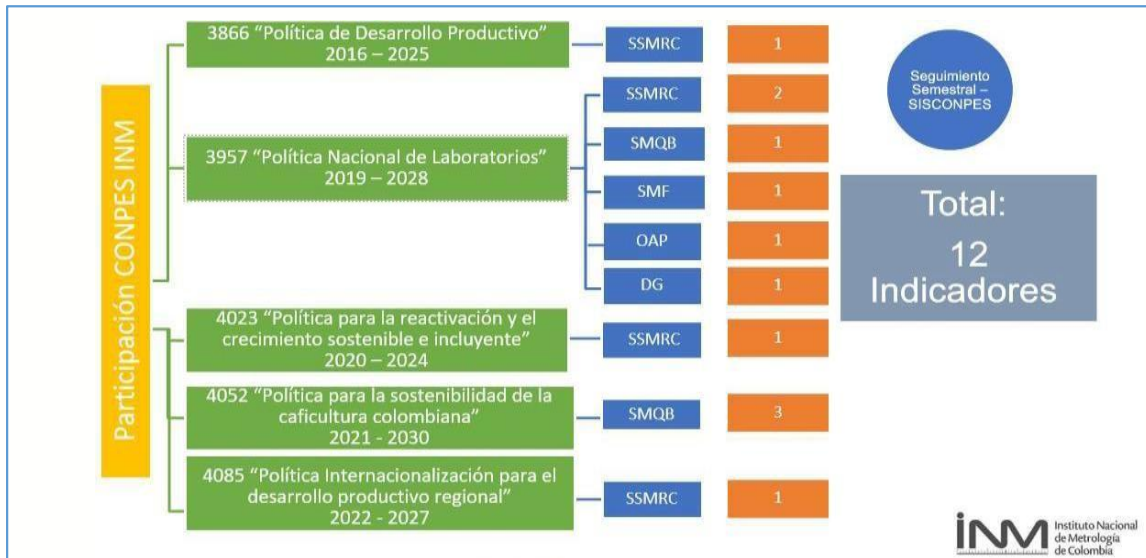 Participación CONPES INM
3866 “Política de Desarrollo Productivo”
2016 – 2025
SSMRC
1
3957 “Política Nacional de Laboratorios”
2019 – 2028
SSMRC
2
SMQB
1
SMF
1
OAP
1
DG
1
4023 “Política para la reactivación y el
crecimiento sostenible e incluyente”
2020 – 2024
SSMRC
1
4052 “Política para la sostenibilidad de la
caficultura colombiana”
2021 - 2030
SMQB
3
4085 “Política Internacionalización para el
desarrollo productivo regional”
2022 - 2027
SSMRC
1
Seguimiento
Semestral –
SISCONPES
Total:
12
Indicadores
INM
Instituto Nacional
de Metrología
de Colombia